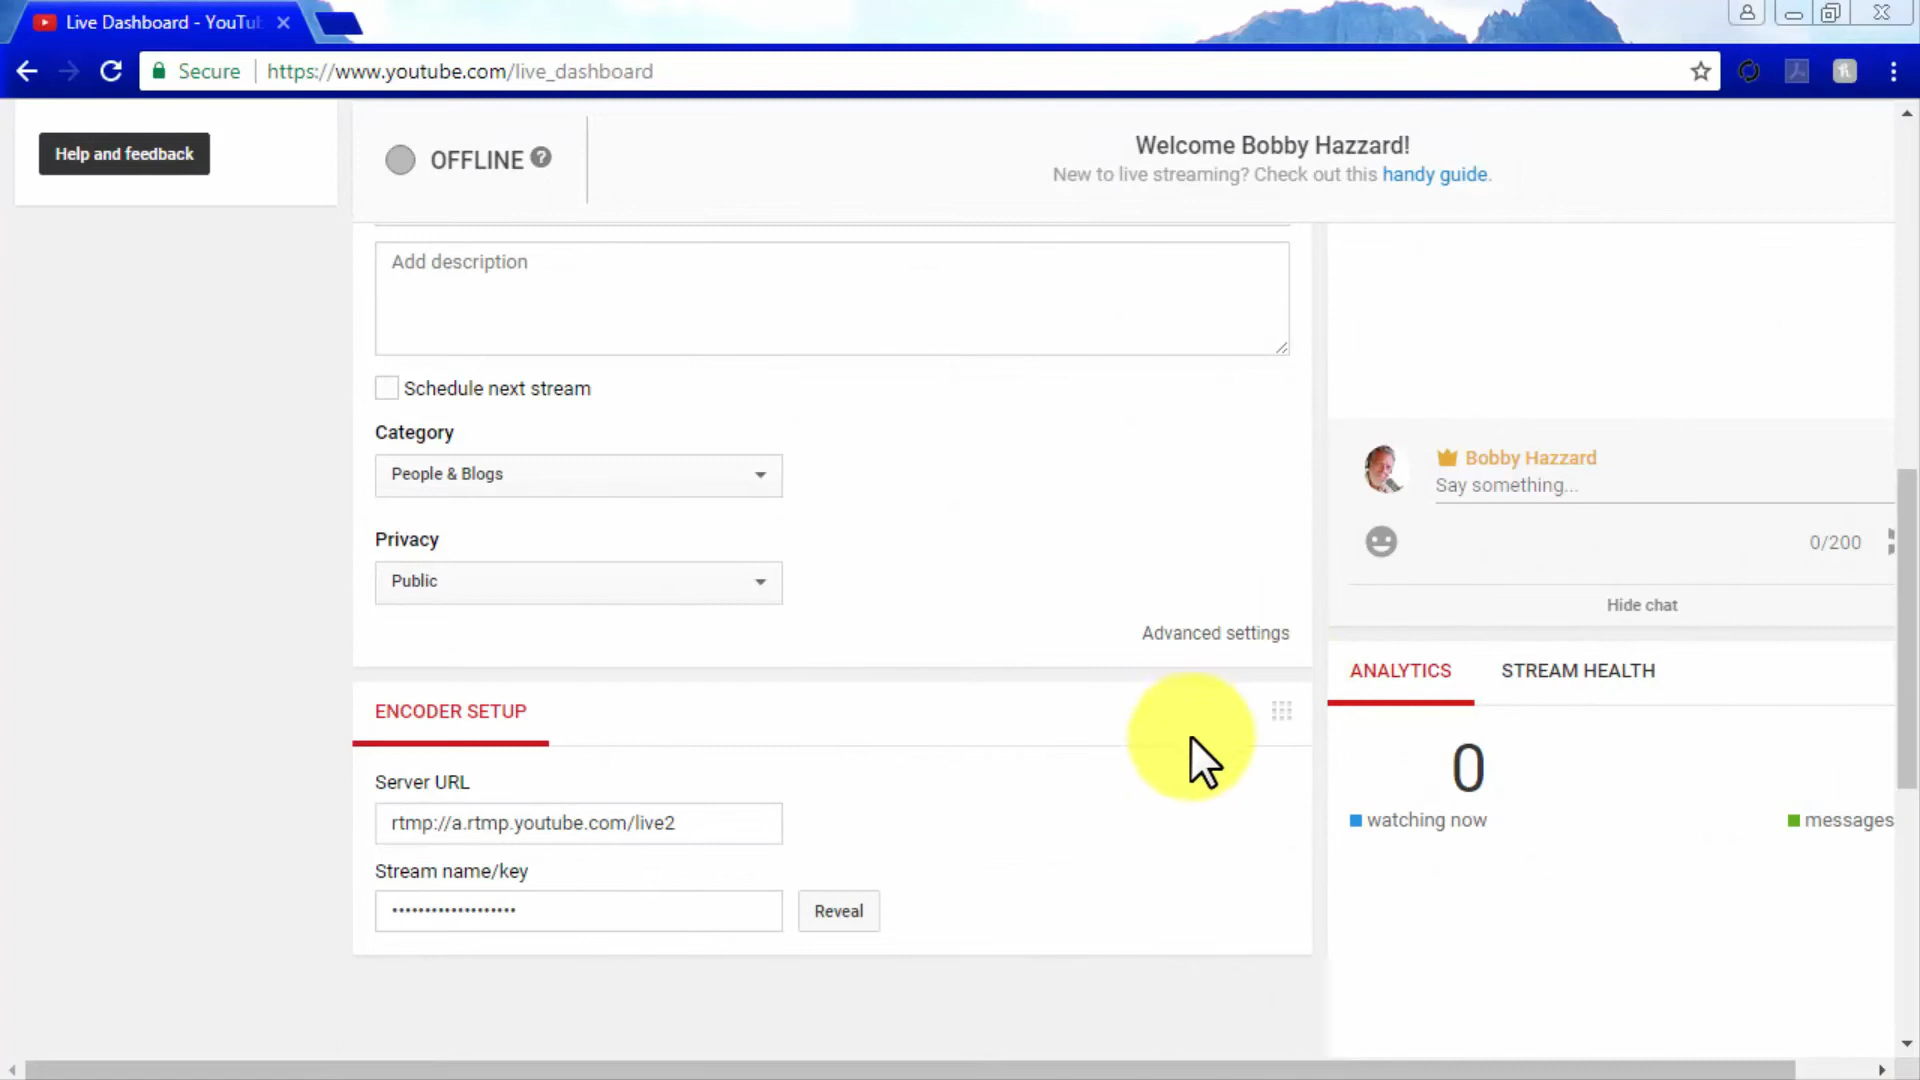 Live Dashboard - YouTu
Secure
https://www.youtube.com/live_dashboard
Help and feedback
OFFLINE ?
Welcome Bobby Hazzard!
New to live streaming? Check out this handy guide.
Add description
Schedule next stream
Category
People & Blogs
Privacy
Public
Advanced settings
Bobby Hazzard
Say something...
0/200
Hide chat
ENCODER SETUP
Server URL
rtmp://a.rtmp.youtube.com/live2
Stream name/key
•••••••••••••••••••
Reveal
ANALYTICS
STREAM HEALTH
0
watching now
messages